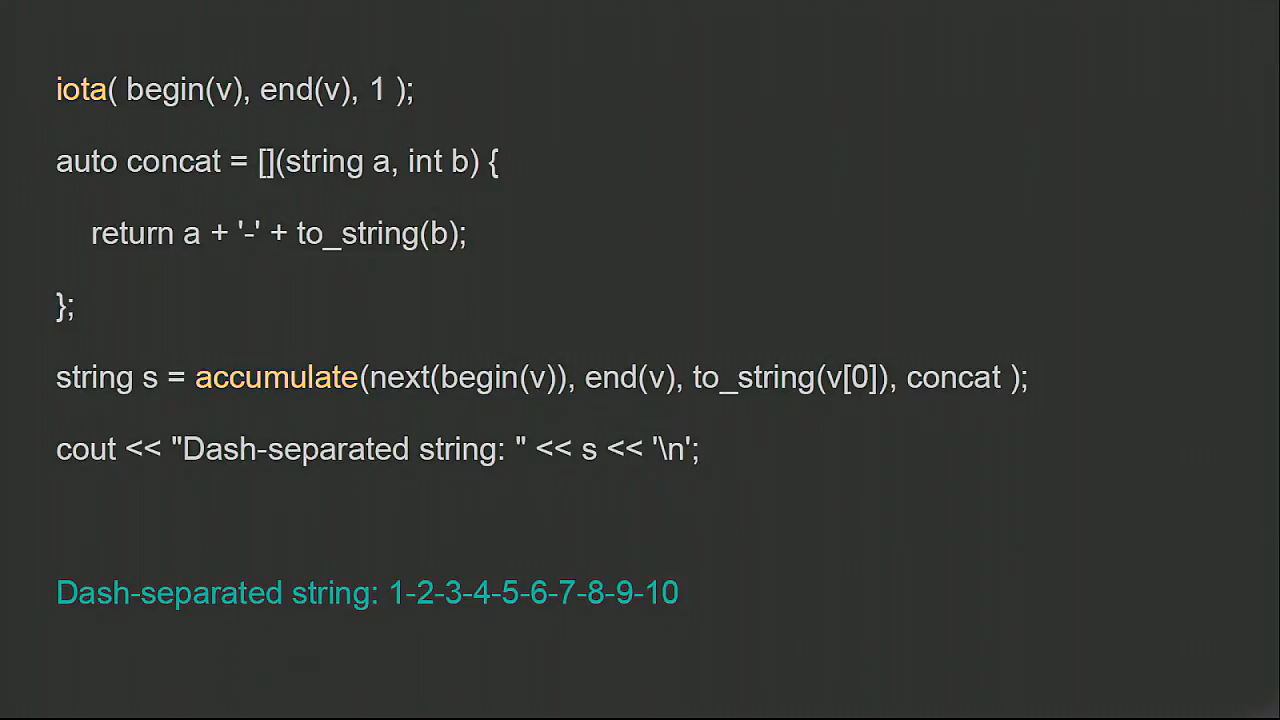 iota( begin(v), end(v), 1 );
auto concat = [](string a, int b) {
return a + '-' + to_string(b);
};
string s = accumulate(next(begin(v)), end(v), to_string(v[0]), concat );
cout << "Dash-separated string: " << s << '\n';
Dash-separated string: 1-2-3-4-5-6-7-8-9-10